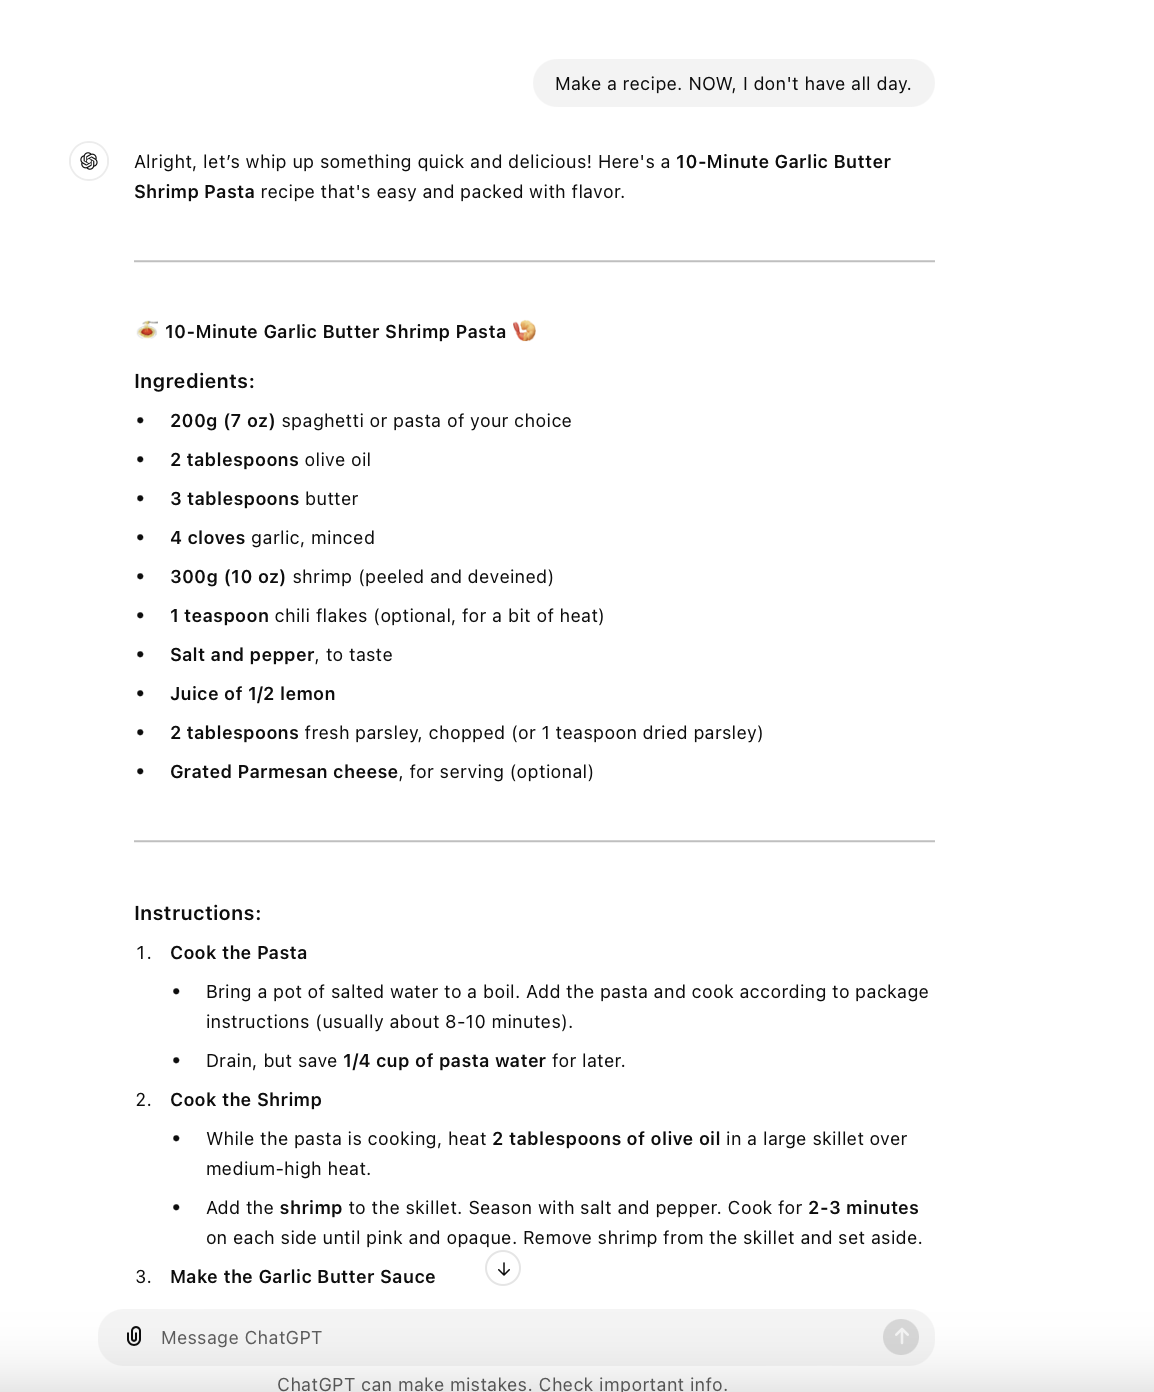 Make a recipe. NOW, I don't have all day.
Alright, let’s whip up something quick and delicious! Here's a 10-Minute Garlic Butter
Shrimp Pasta recipe that's easy and packed with flavor.
🍝 10-Minute Garlic Butter Shrimp Pasta 🍤
Ingredients:
• 200g (7 oz) spaghetti or pasta of your choice
• 2 tablespoons olive oil
• 3 tablespoons butter
• 4 cloves garlic, minced
• 300g (10 oz) shrimp (peeled and deveined)
• 1 teaspoon chili flakes (optional, for a bit of heat)
• Salt and pepper, to taste
• Juice of 1/2 lemon
• 2 tablespoons fresh parsley, chopped (or 1 teaspoon dried parsley)
• Grated Parmesan cheese, for serving (optional)
Instructions:
1. Cook the Pasta
• Bring a pot of salted water to a boil. Add the pasta and cook according to package
instructions (usually about 8-10 minutes).
• Drain, but save 1/4 cup of pasta water for later.
2. Cook the Shrimp
• While the pasta is cooking, heat 2 tablespoons of olive oil in a large skillet over
medium-high heat.
• Add the shrimp to the skillet. Season with salt and pepper. Cook for 2-3 minutes
on each side until pink and opaque. Remove shrimp from the skillet and set aside.
3. Make the Garlic Butter Sauce
Message ChatGPT
ChatGPT can make mistakes. Check important info.